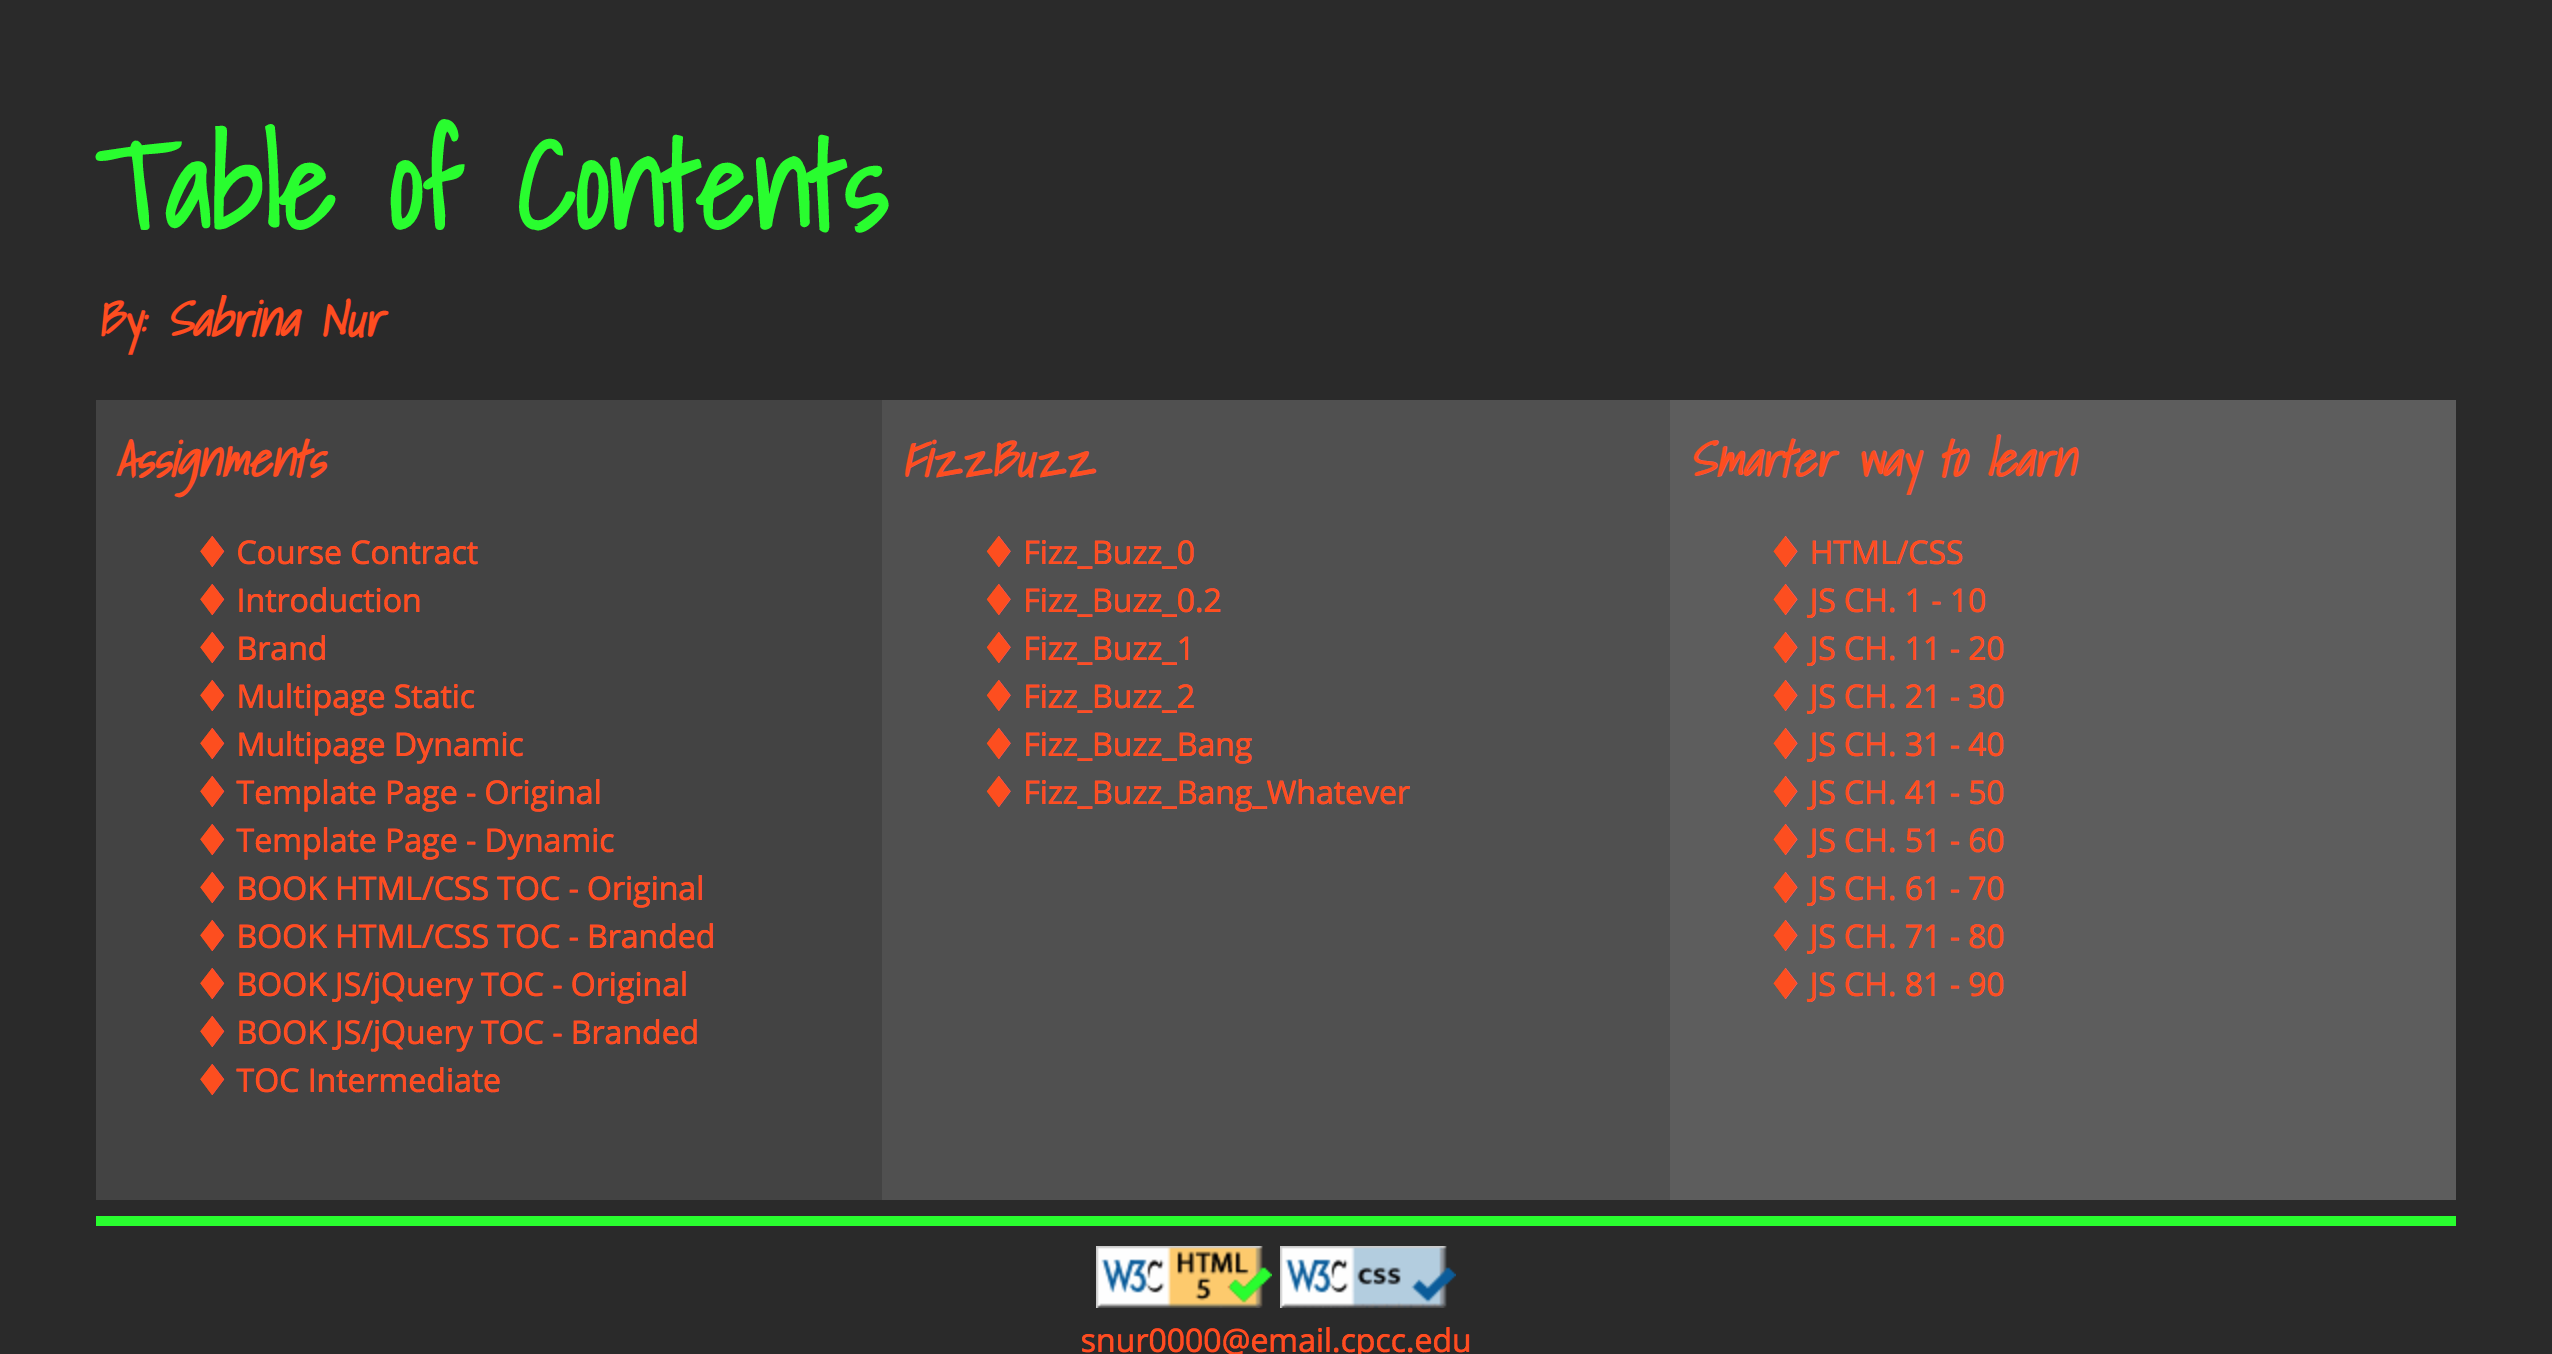 Table of Contents
By: Sabrina Nur
Assignments
Course Contract
Introduction
Brand
Multipage Static
Multipage Dynamic
Template Page - Original
Template Page - Dynamic
BOOK HTML/CSS TOC - Original
BOOK HTML/CSS TOC - Branded
BOOK JS/jQuery TOC - Original
BOOK JS/jQuery TOC - Branded
TOC Intermediate
FizzBuzz
Fizz_Buzz_0
Fizz_Buzz_0.2
Fizz_Buzz_1
Fizz_Buzz_2
Fizz_Buzz_Bang
Fizz_Buzz_Bang_Whatever
Smarter way to learn
HTML/CSS
JS CH. 1 - 10
JS CH. 11 - 20
JS CH. 21 - 30
JS CH. 31 - 40
JS CH. 41 - 50
JS CH. 51 - 60
JS CH. 61 - 70
JS CH. 71 - 80
JS CH. 81 - 90
W3C HTML 5
W3C css
snur0000@email.cpcc.edu